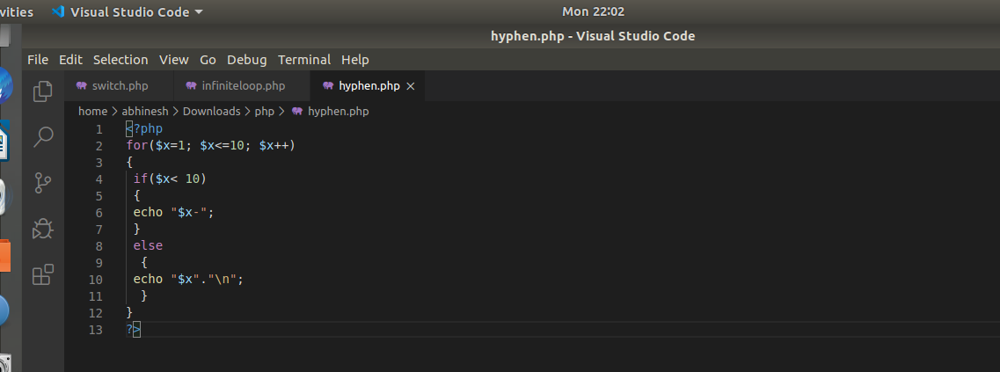 vities Visual Studio Code Mon 22:02
hyphen.php - Visual Studio Code
File Edit Selection View Go Debug Terminal Help
switch.php infiniteloop.php hyphen.php ×
home > abhinesh > Downloads > php > hyphen.php
1 <?php
2 for($x=1; $x<=10; $x++)
3 {
4 if($x< 10)
5 {
6 echo "$x-";
7 }
8 else
9 {
10 echo "$x"."\n";
11 }
12 }
13 ?>